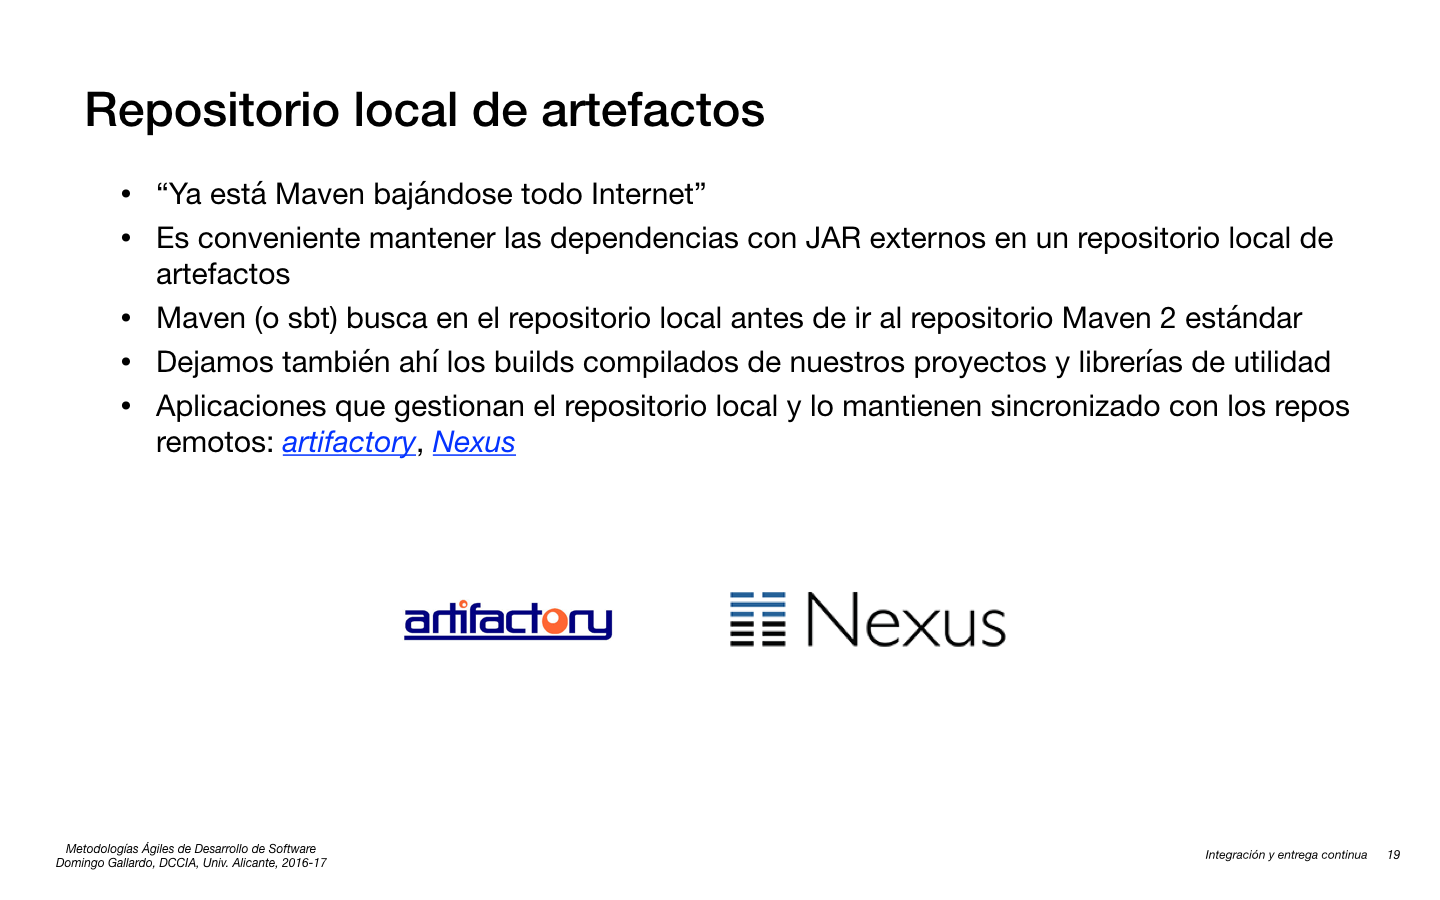 Repositorio local de artefactos
• “Ya está Maven bajándose todo Internet”
• Es conveniente mantener las dependencias con JAR externos en un repositorio local de
artefactos
• Maven (o sbt) busca en el repositorio local antes de ir al repositorio Maven 2 estándar
• Dejamos también ahí los builds compilados de nuestros proyectos y librerías de utilidad
• Aplicaciones que gestionan el repositorio local y lo mantienen sincronizado con los repos
remotos: artifactory, Nexus
artifactory
Nexus
Metodologías Ágiles de Desarrollo de Software
Domingo Gallardo, DCCIA, Univ. Alicante, 2016-17
Integración y entrega continua 19